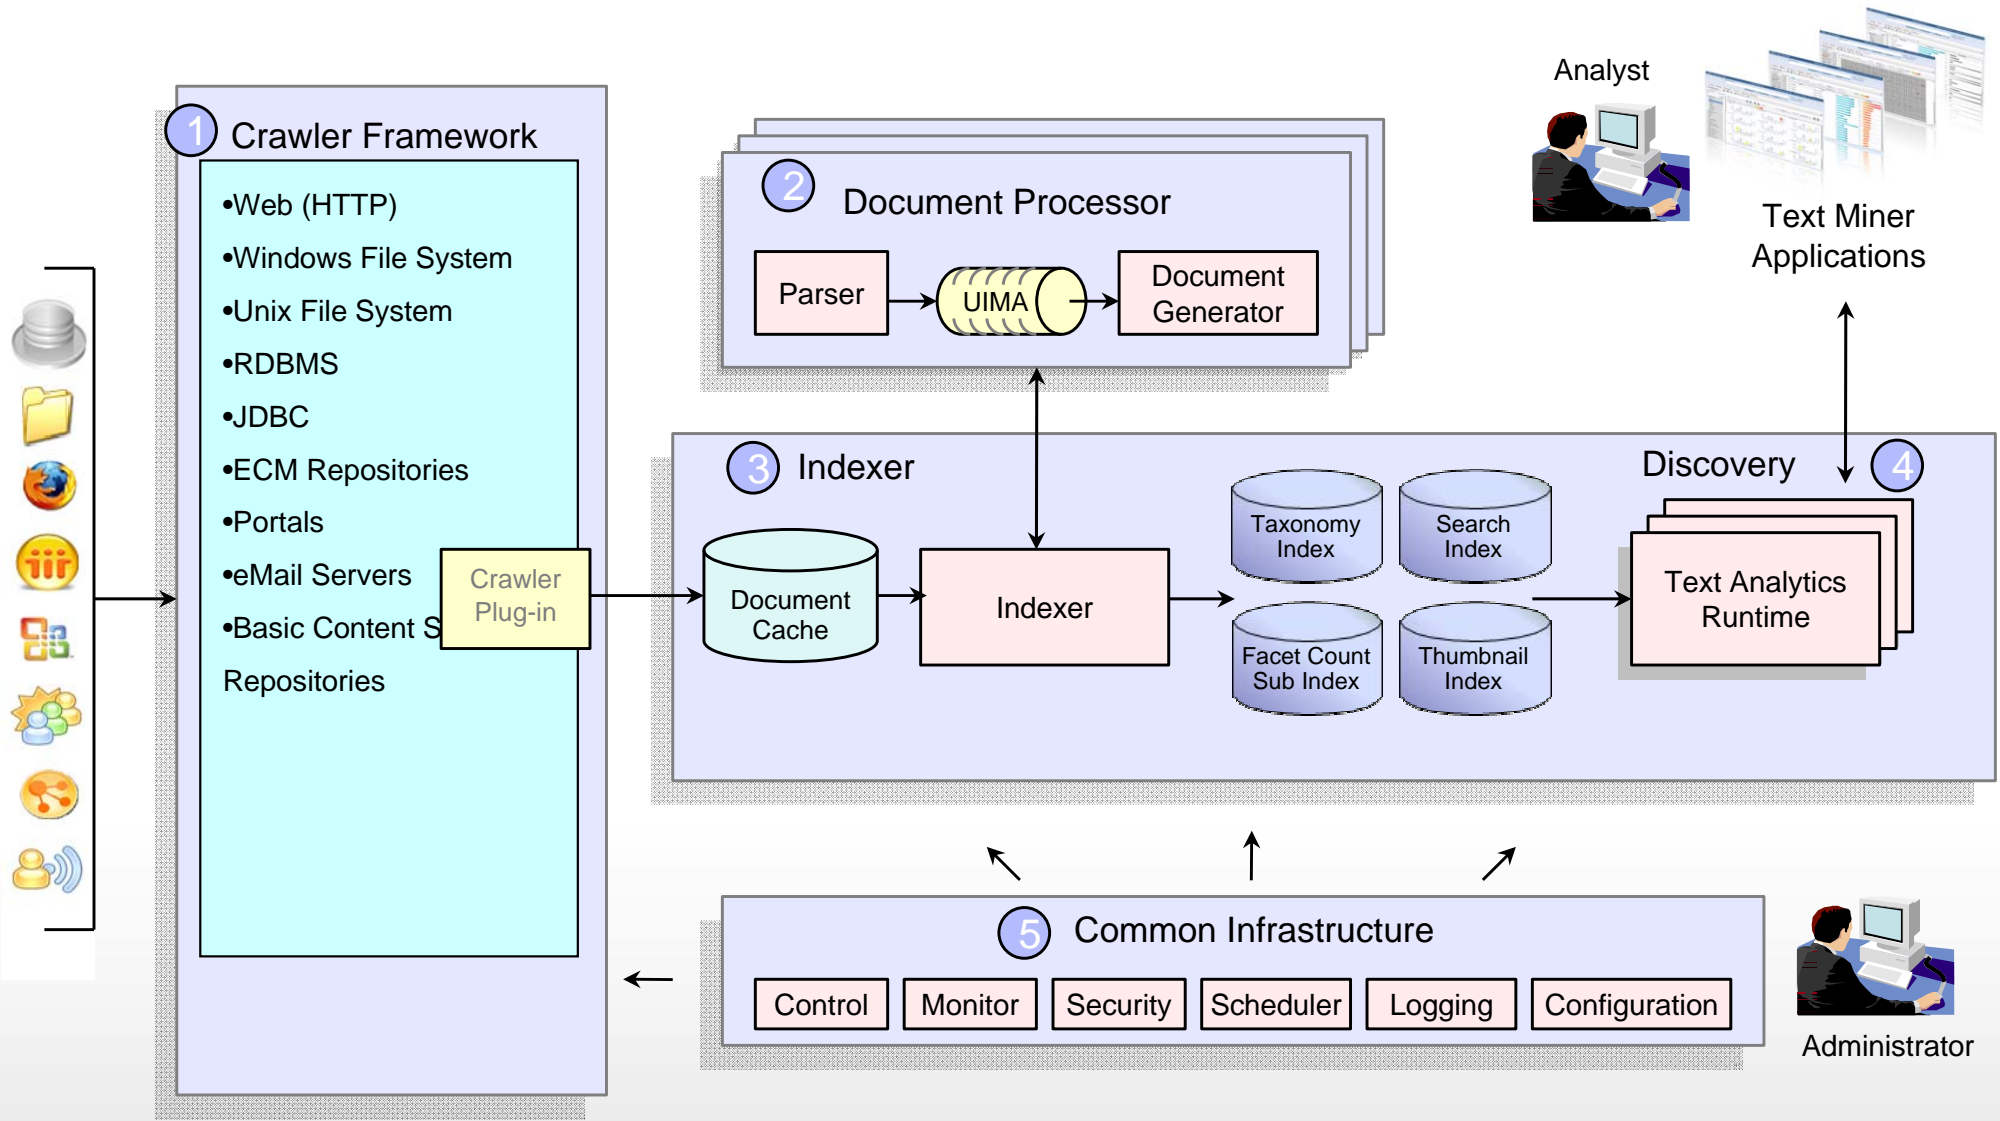 1
Crawler Framework
•Web (HTTP)
•Windows File System
•Unix File System
•RDBMS
•JDBC
•ECM Repositories
•Portals
•eMail Servers
•Basic Content S
Repositories
Crawler
Plug-in
2
Document Processor
Parser
UIMA
Document
Generator
Analyst
Text Miner
Applications
3
Indexer
Document
Cache
Indexer
Taxonomy
Index
Search
Index
Facet Count
Sub Index
Thumbnail
Index
Discovery
4
Text Analytics
Runtime
5
Common Infrastructure
Control
Monitor
Security
Scheduler
Logging
Configuration
Administrator